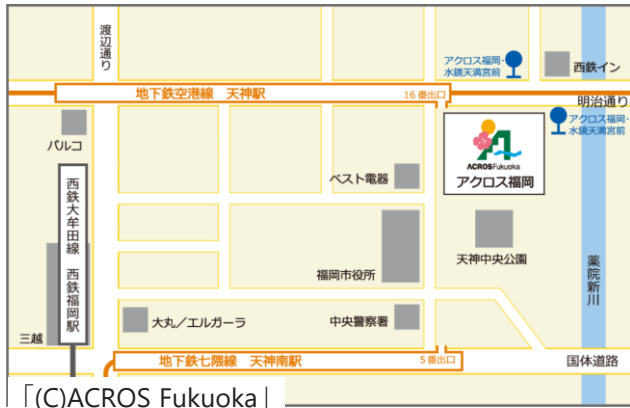 渡辺通り
アクロス福岡・
水鏡天満宮前
西鉄イン
地下鉄空港線 天神駅
16番出口
明治通り
アクロス福岡・
水鏡天満宮前
パルコ
ACROSFukuoka
アクロス福岡
ベスト電器
西鉄大牟田線 西鉄福岡駅
天神中央公園
福岡市役所
薬院新川
大丸／エルガーラ
中央警察署
三越
地下鉄七隈線 天神南駅
5番出口
国体道路
「(C)ACROS Fukuoka」